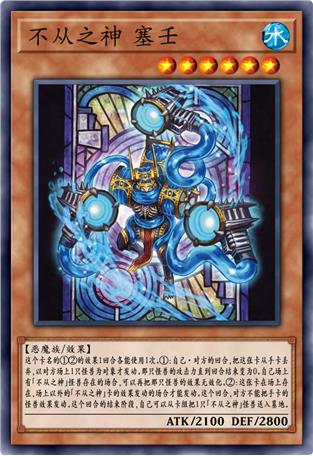 不从之神 塞壬
水
【恶魔族/效果】
这个卡名的①②的效果1回合各能使用1次。①:自己·对方的回合,把这张卡从手卡丢
弃,以对方场上1只怪兽为对象才能发动。那只怪兽的攻击力直到回合结束变为0。自己场上
有「不从之神」怪兽存在的场合,可以再把那只怪兽的效果无效化。②:这张卡在场上存
在,场上以外的「不从之神」卡的效果发动的场合才能发动。这个回合,对方不能把手卡的
怪兽效果发动。这个回合的结束阶段,自己可以从卡组把1只「不从之神」怪兽送入墓地。
ATK/2100 DEF/2800